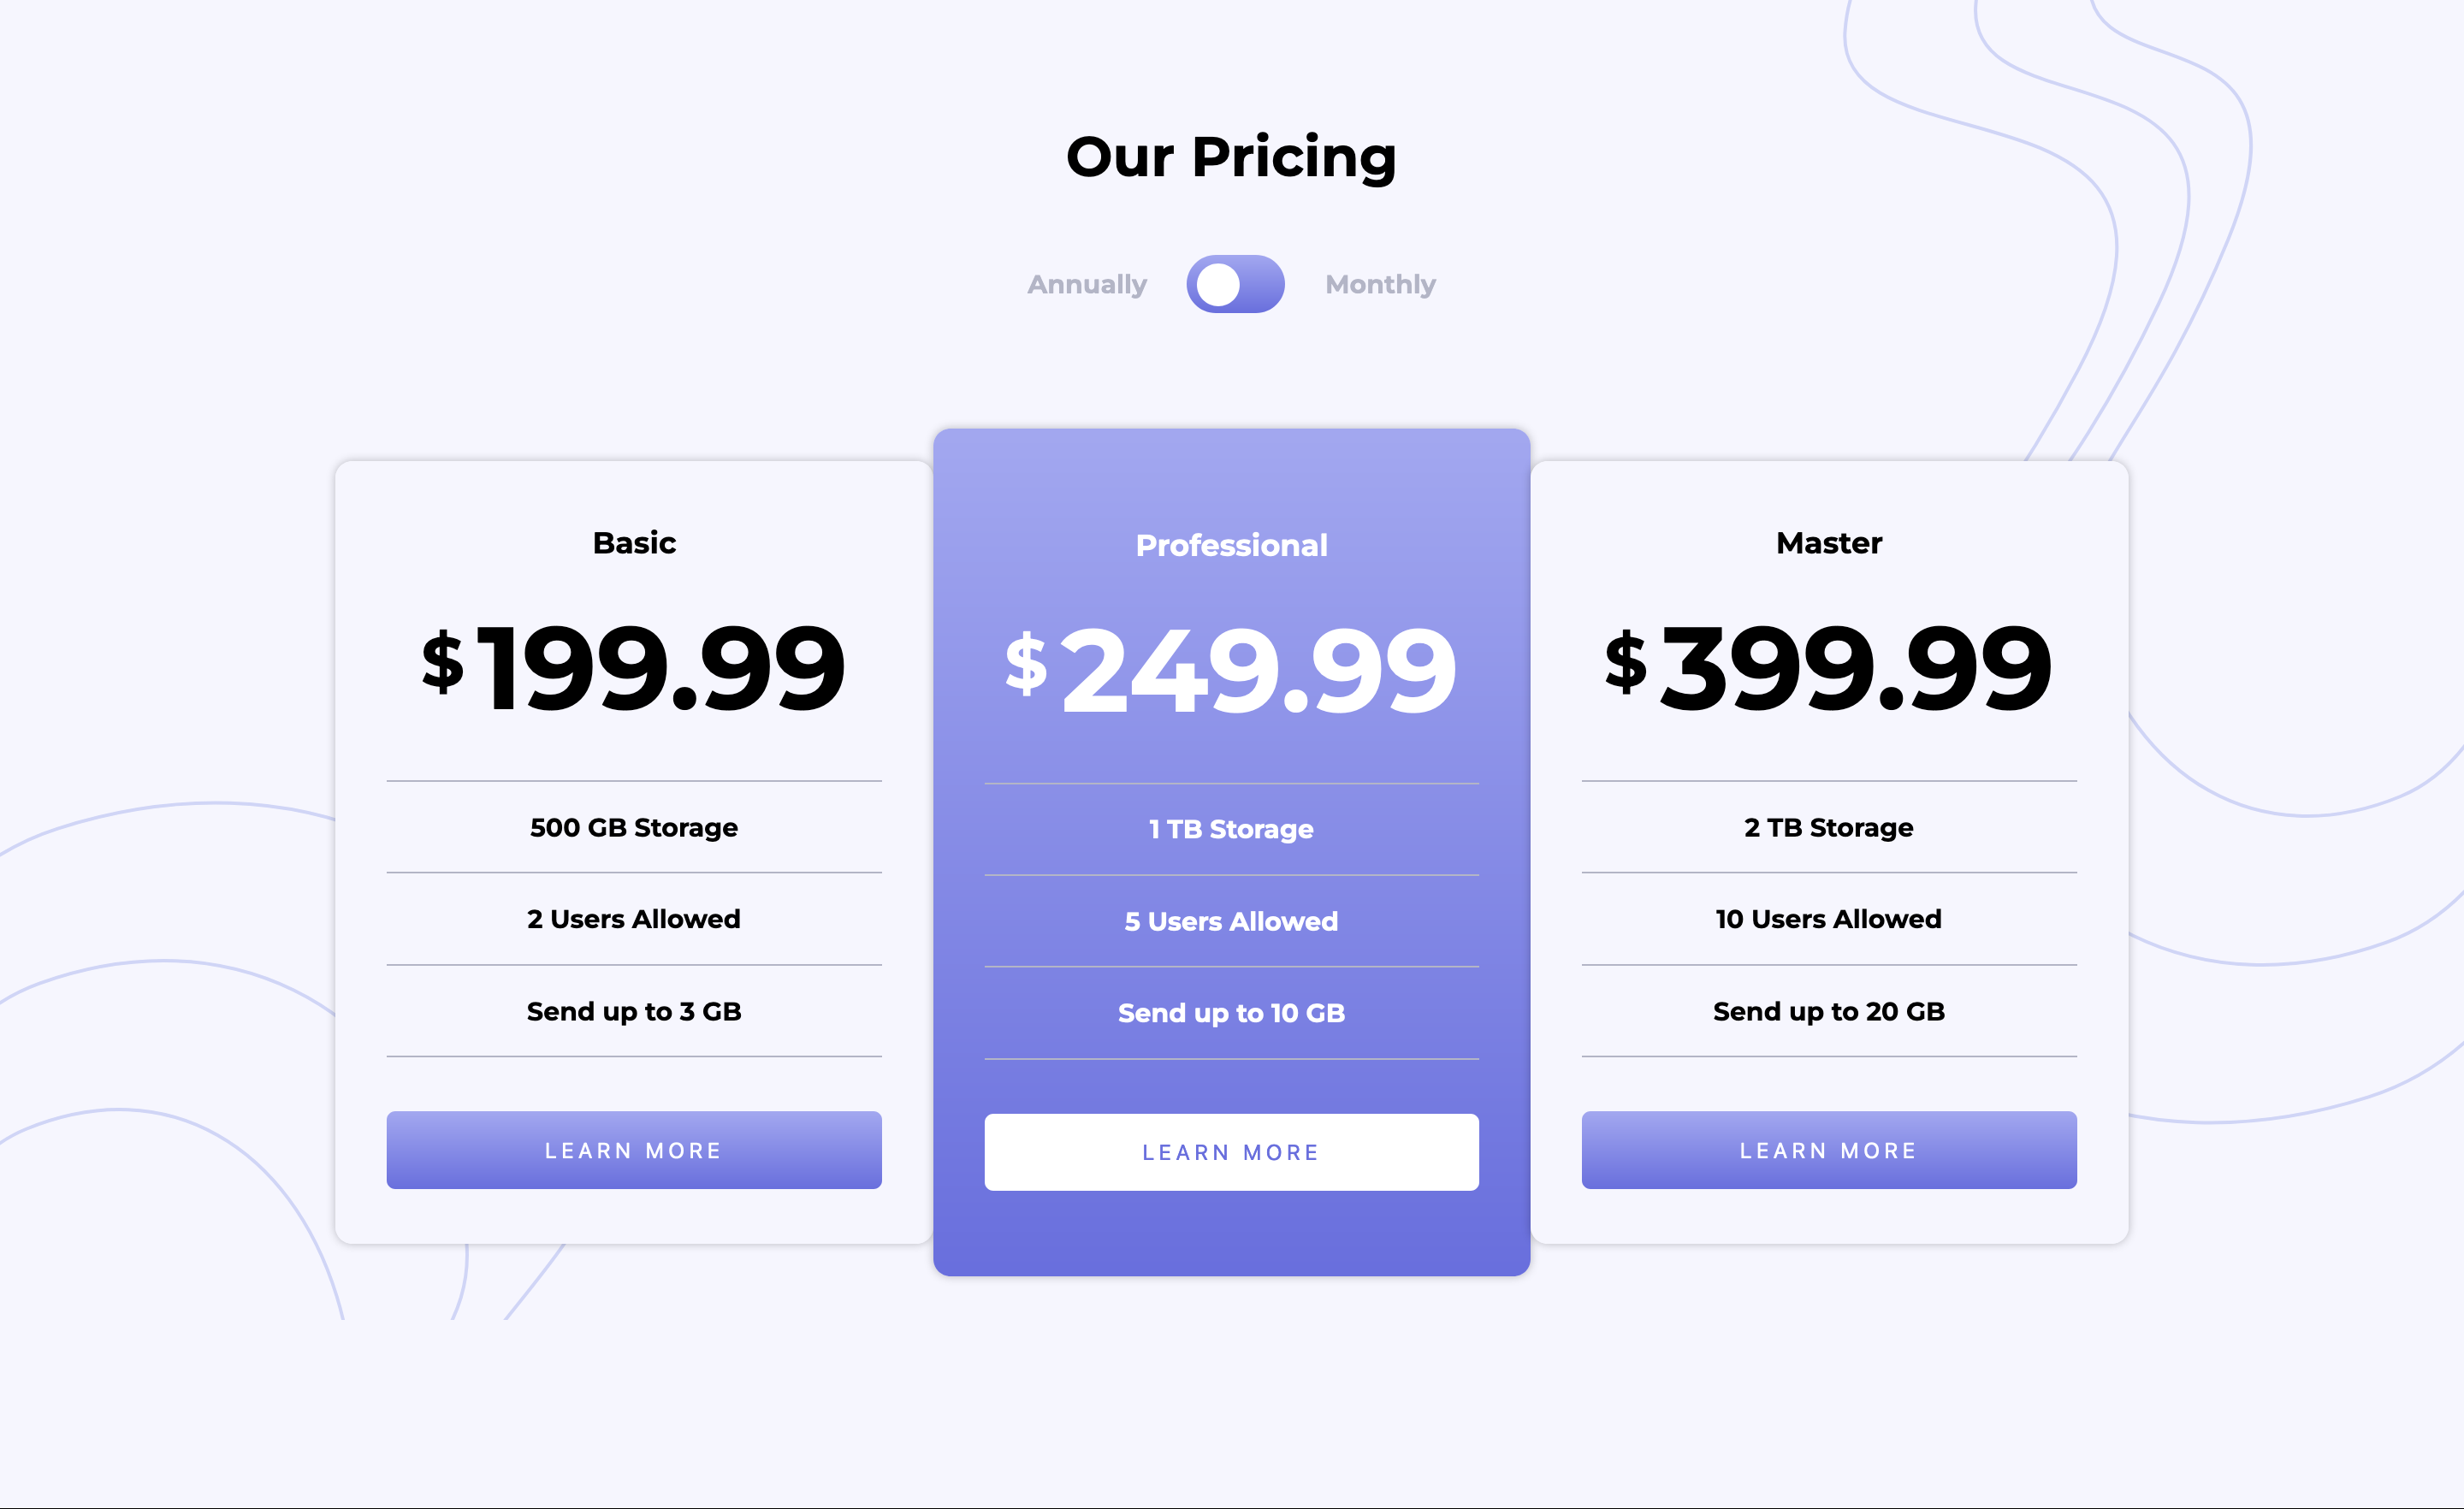 Our Pricing
Annually
Monthly
Basic
$199.99
500 GB Storage
2 Users Allowed
Send up to 3 GB
LEARN MORE
Professional
$249.99
1 TB Storage
5 Users Allowed
Send up to 10 GB
LEARN MORE
Master
$399.99
2 TB Storage
10 Users Allowed
Send up to 20 GB
LEARN MORE